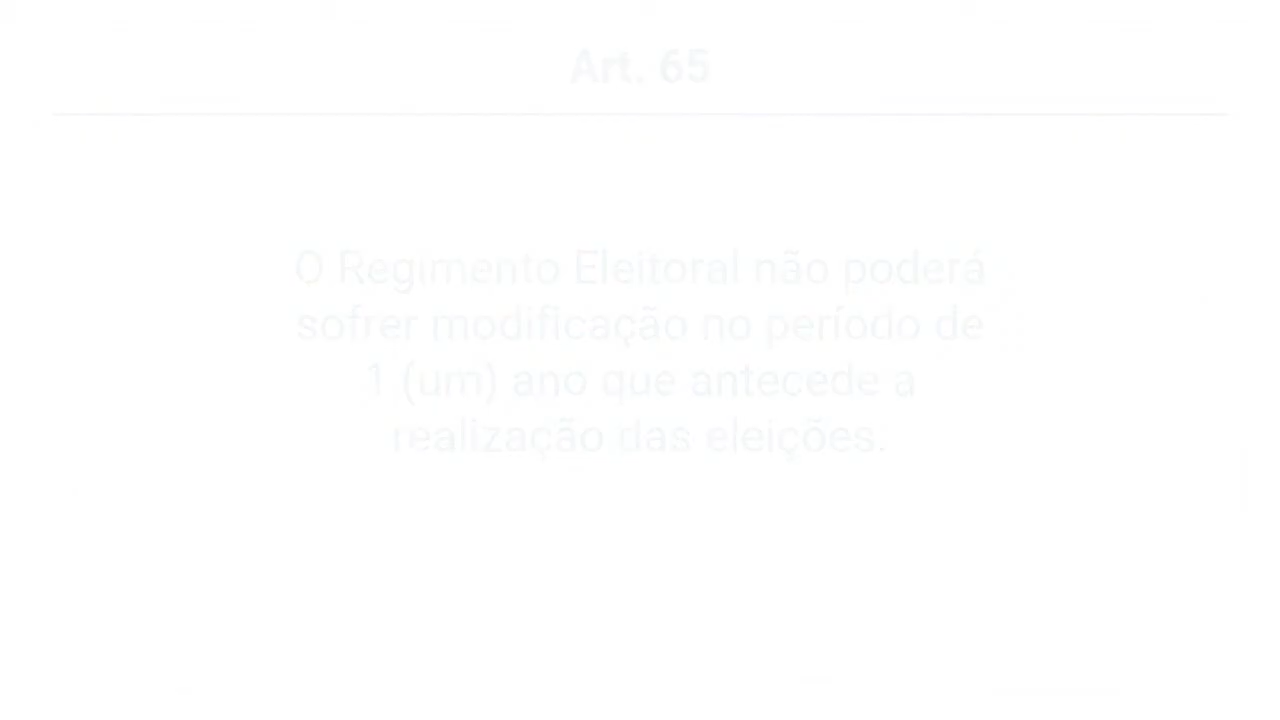 Art. 65
O Regimento Eleitoral não poderá
sofrer modificação no período de
1 (um) ano que antecede a
realização das eleições.